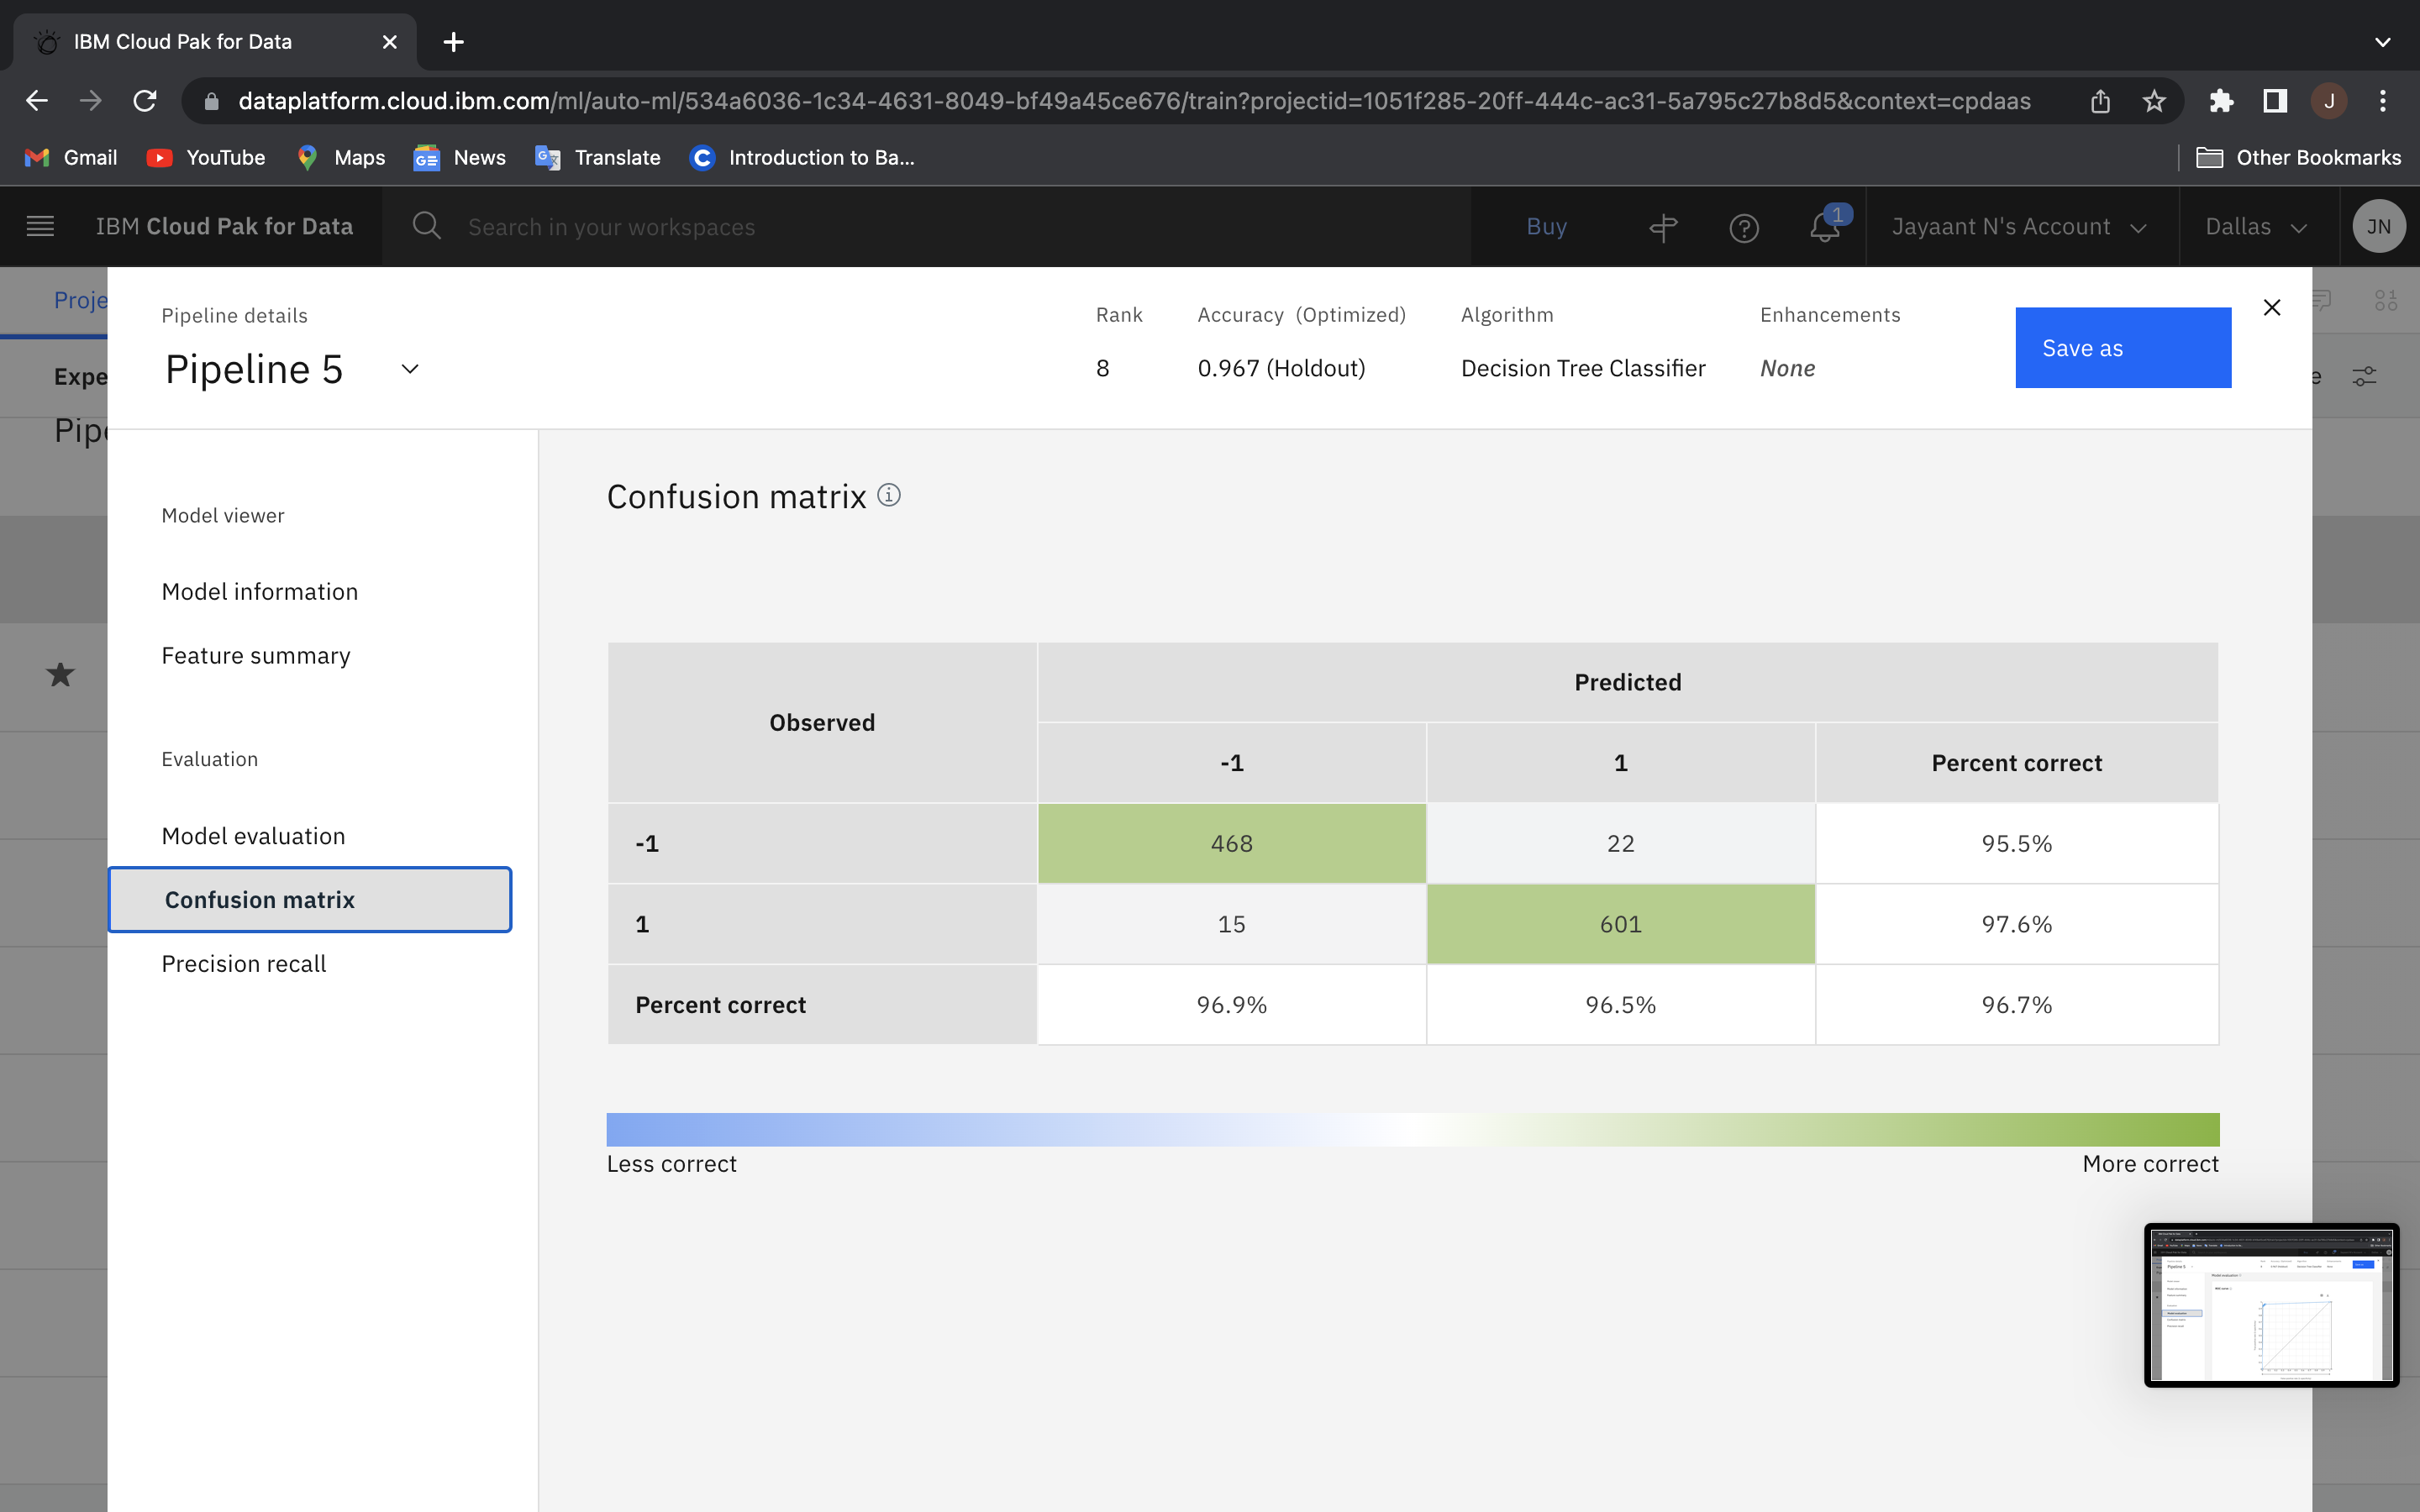 IBM Cloud Pak for Data
dataplatform.cloud.ibm.com/ml/auto-ml/534a6036-1c34-4631-8049-bf49a45ce676/train?projectid=1051f285-20ff-444c-ac31-5a795c27b8d5&context=cpdaas
J
Gmail YouTube Maps News Translate Introduction to Ba... Other Bookmarks
IBM Cloud Pak for Data Search in your workspaces Buy 1 Jayaant N's Account Dallas JN
Proje
Pipeline details Rank Accuracy (Optimized) Algorithm Enhancements
Pipeline 5 8 0.967 (Holdout) Decision Tree Classifier None Save as
Expe e
Pipe
Confusion matrix
Model viewer
Model information
Feature summary
Evaluation
Model evaluation
Confusion matrix
Precision recall
Observed Predicted
-1 1 Percent correct
-1 468 22 95.5%
1 15 601 97.6%
Percent correct 96.9% 96.5% 96.7%
Less correct More correct
Pipeline 5